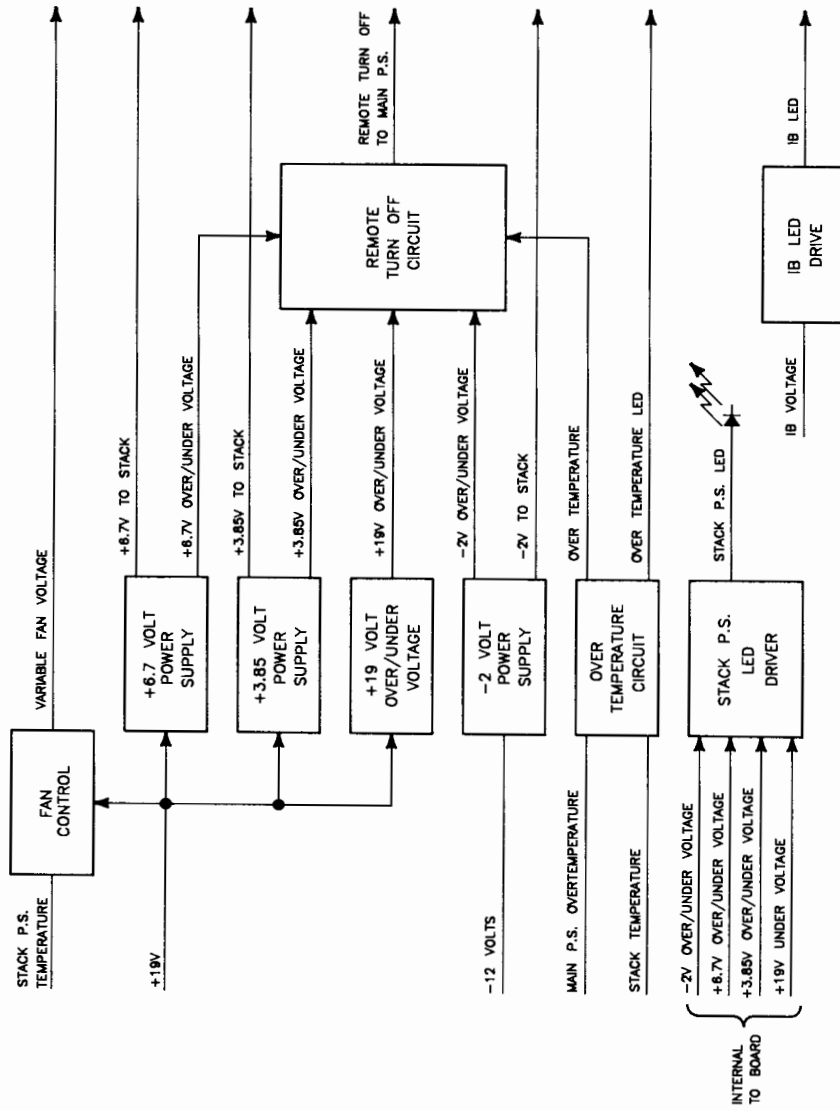 STACK P.S.
TEMPERATURE
FAN
CONTROL
VARIABLE FAN VOLTAGE
+19V
+6.7 VOLT
POWER
SUPPLY
+6.7V TO STACK
+6.7V OVER/UNDER VOLTAGE
+3.85 VOLT
POWER
SUPPLY
+3.85V TO STACK
+3.85V OVER/UNDER VOLTAGE
+19 VOLT
OVER/UNDER
VOLTAGE
+19V OVER/UNDER VOLTAGE
REMOTE
TURN OFF
CIRCUIT
REMOTE TURN OFF
TO MAIN P.S.
-12 VOLTS
-2 VOLT
POWER
SUPPLY
-2V OVER/UNDER VOLTAGE
-2V TO STACK
MAIN P.S. OVERTEMPERATURE
STACK TEMPERATURE
OVER
TEMPERATURE
CIRCUIT
OVER TEMPERATURE
OVER TEMPERATURE LED
INTERNAL
TO BOARD
-2V OVER/UNDER VOLTAGE
+6.7V OVER/UNDER VOLTAGE
+3.85V OVER/UNDER VOLTAGE
+19V UNDER VOLTAGE
STACK P.S.
LED
DRIVER
STACK P.S. LED
IB VOLTAGE
IB LED
DRIVE
IB LED